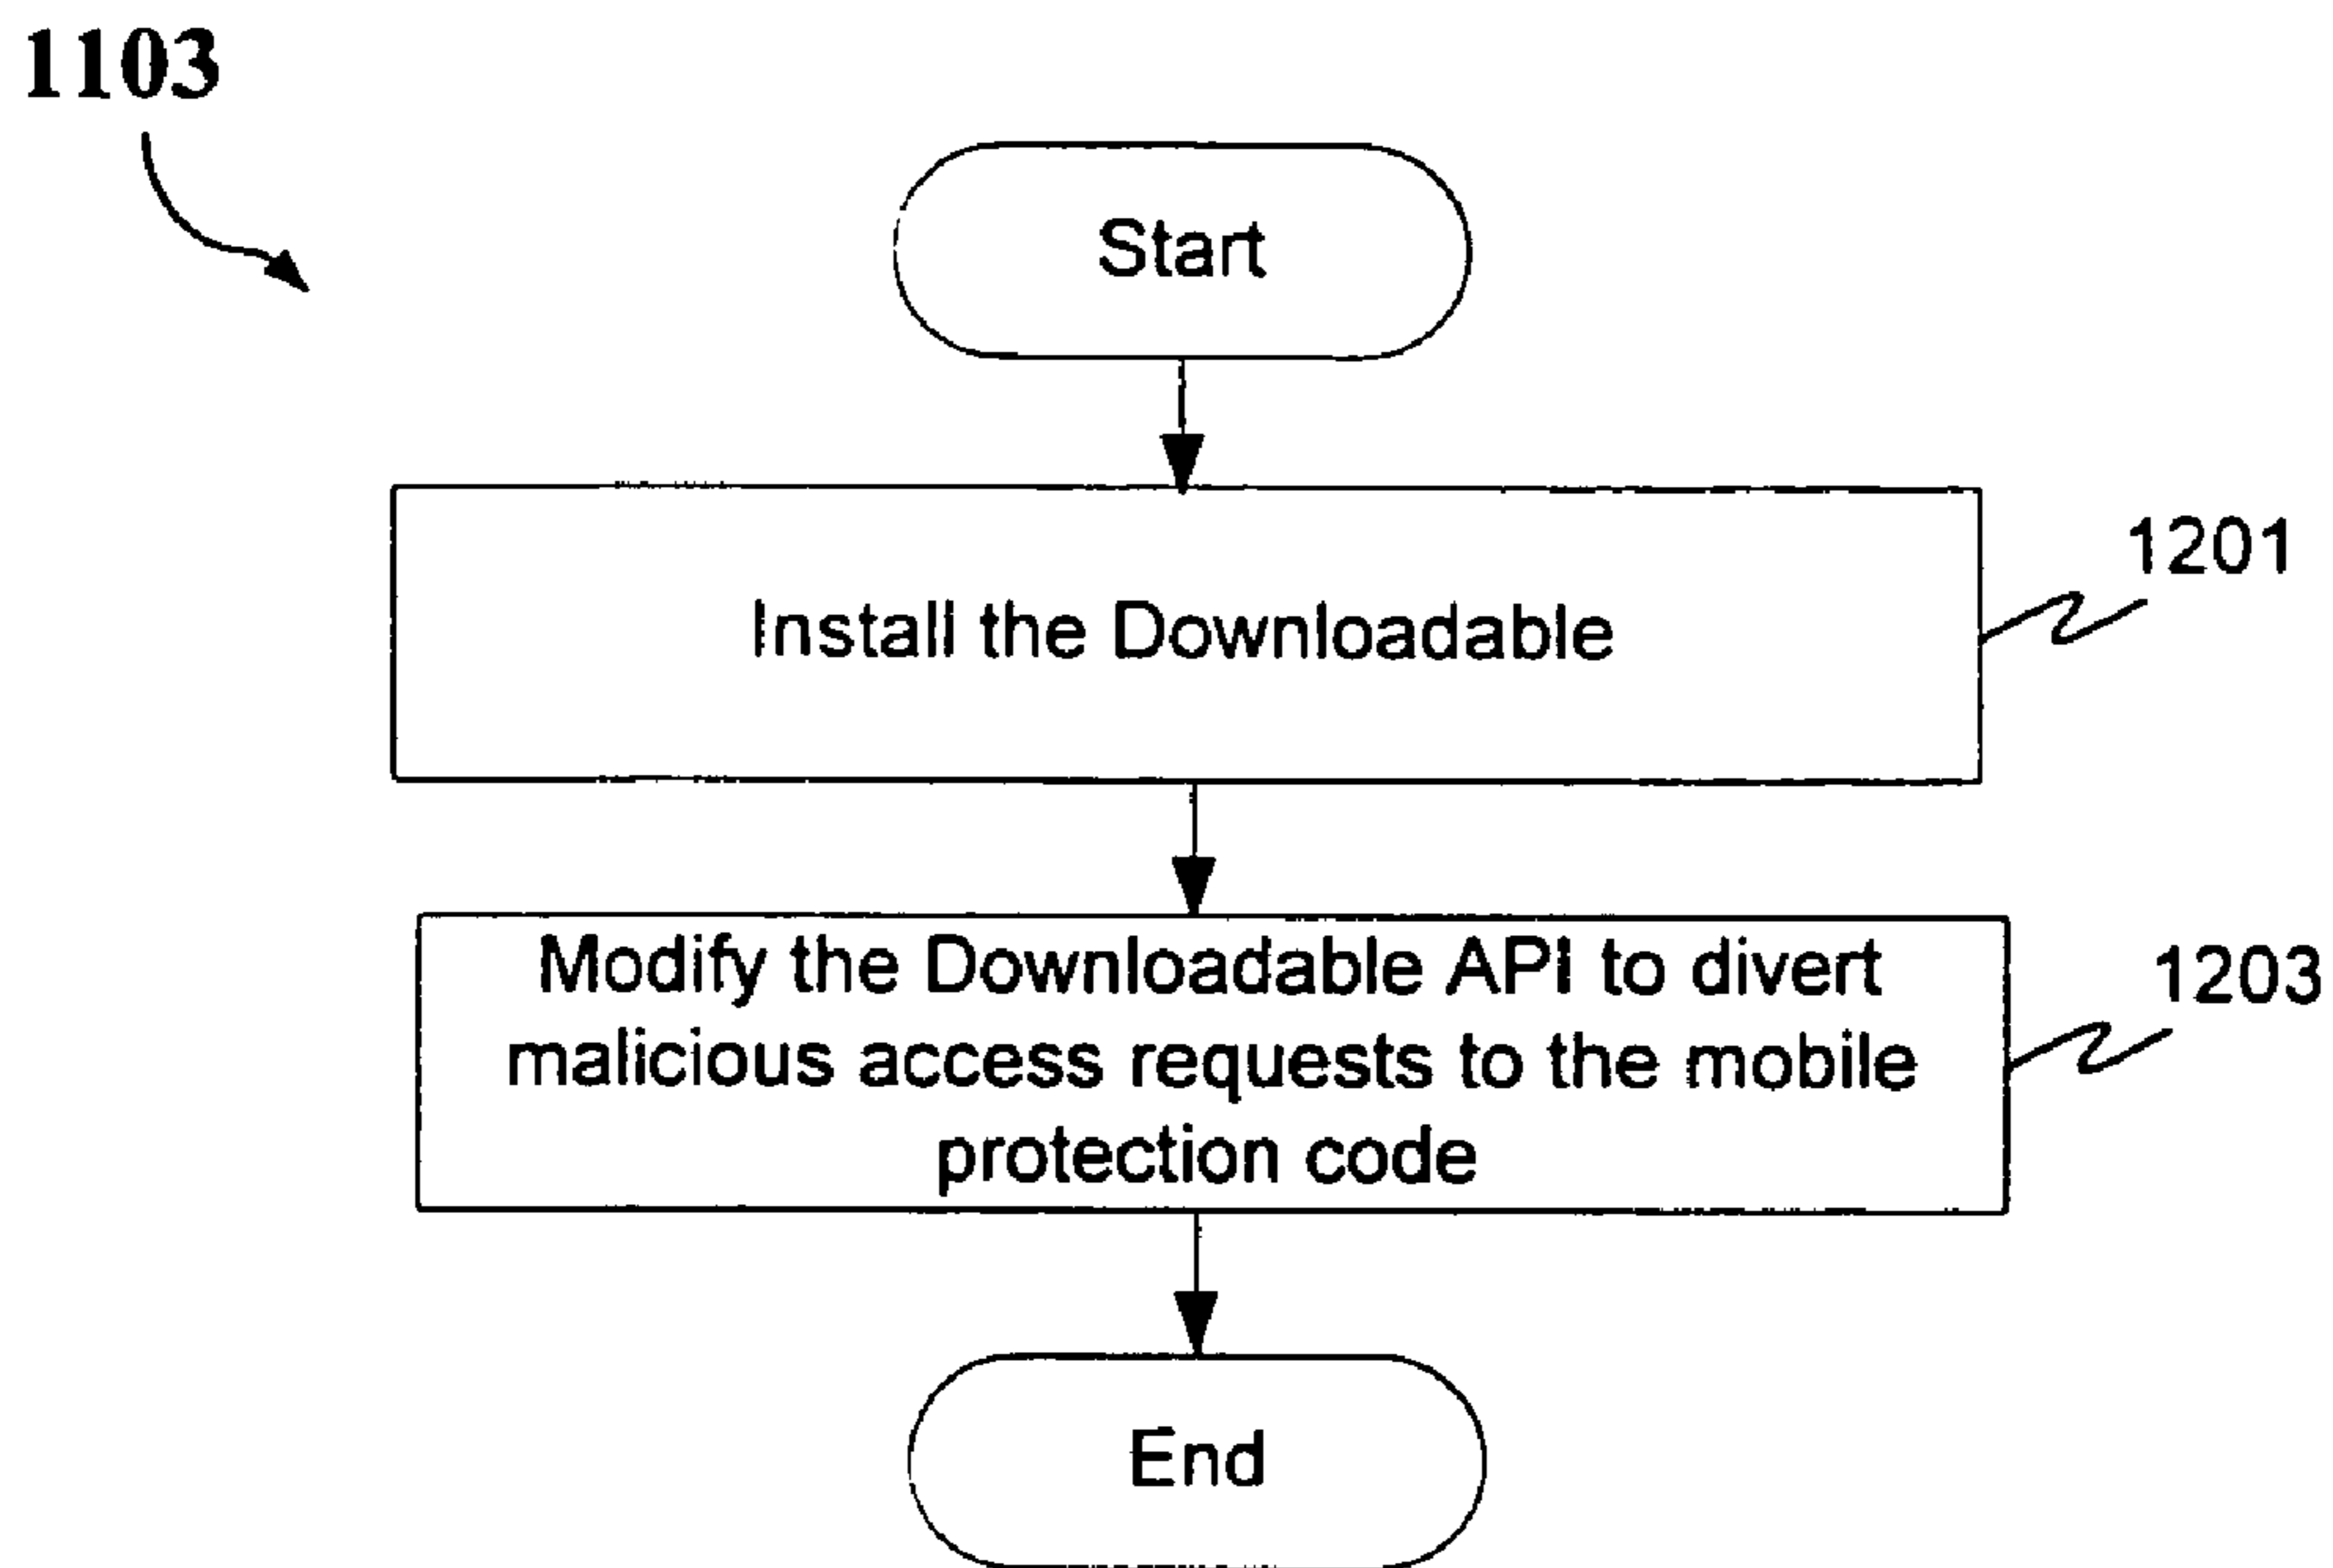 1103
Start
Install the Downloadable
1201
Modify the Downloadable API to divert
malicious access requests to the mobile
protection code
1203
End